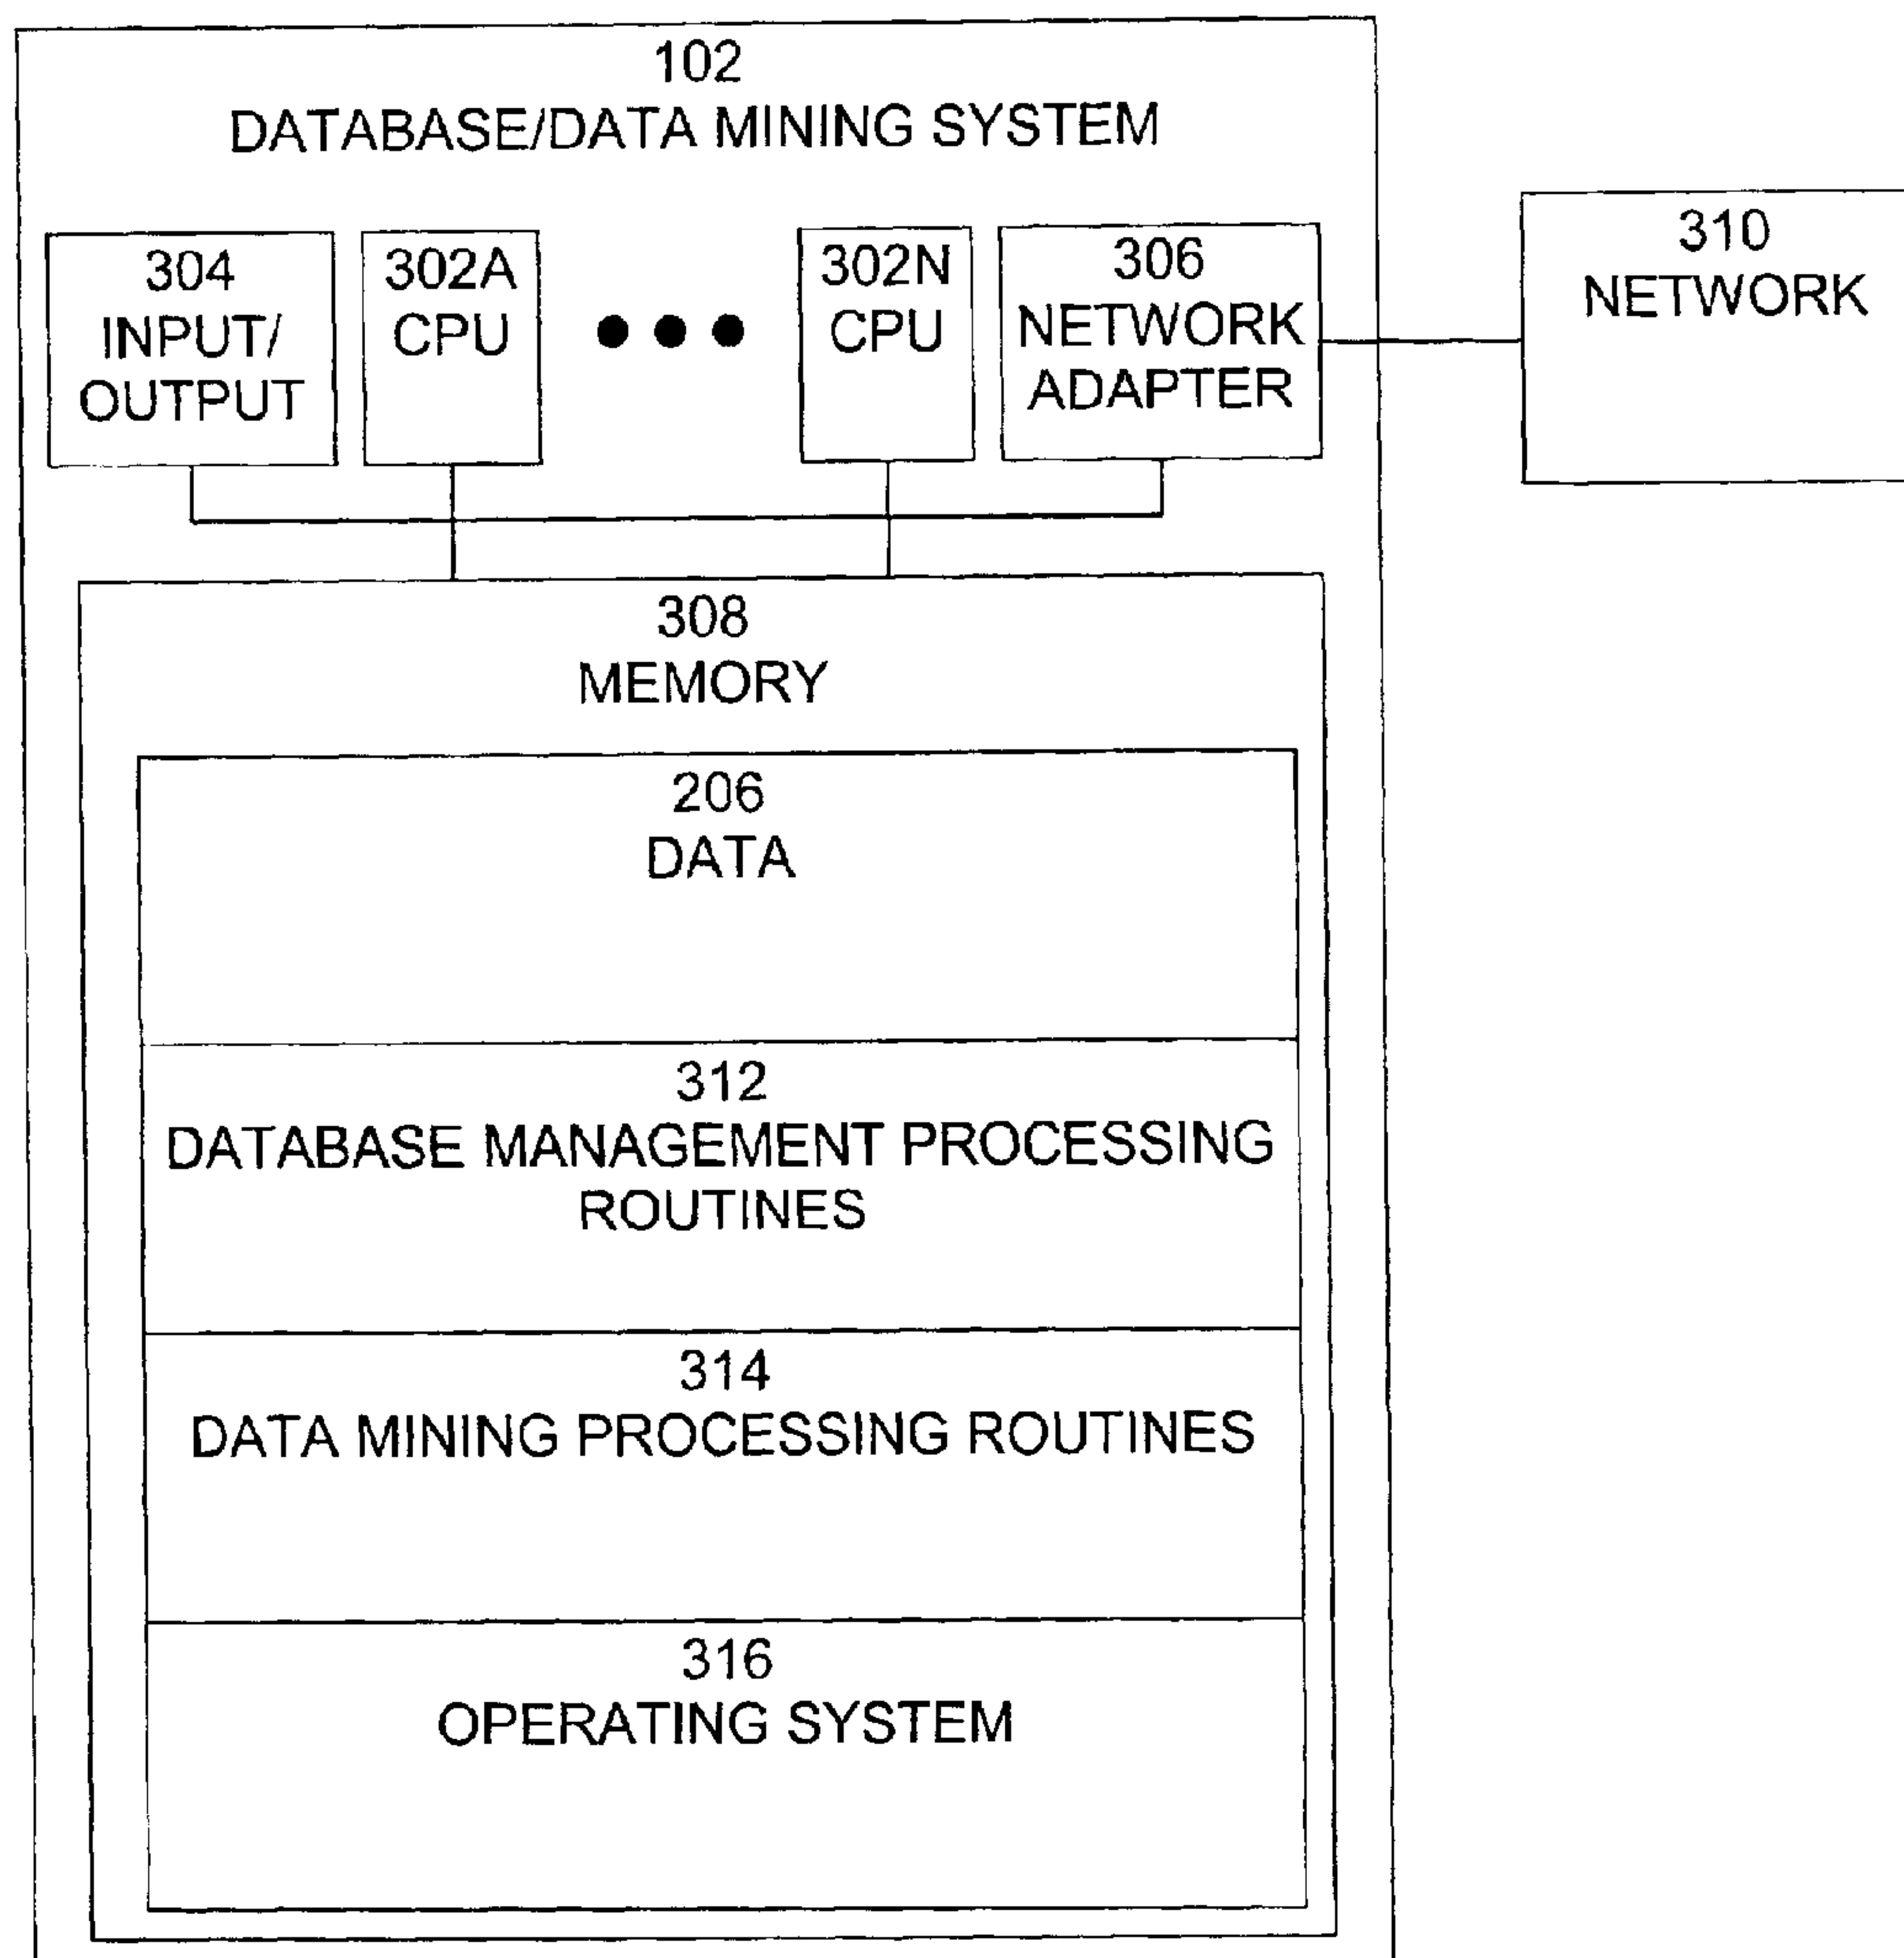 102
DATABASE/DATA MINING SYSTEM
304
INPUT/
OUTPUT
302A
CPU
302N
CPU
306
NETWORK
ADAPTER
310
NETWORK
308
MEMORY
206
DATA
312
DATABASE MANAGEMENT PROCESSING
ROUTINES
314
DATA MINING PROCESSING ROUTINES
316
OPERATING SYSTEM